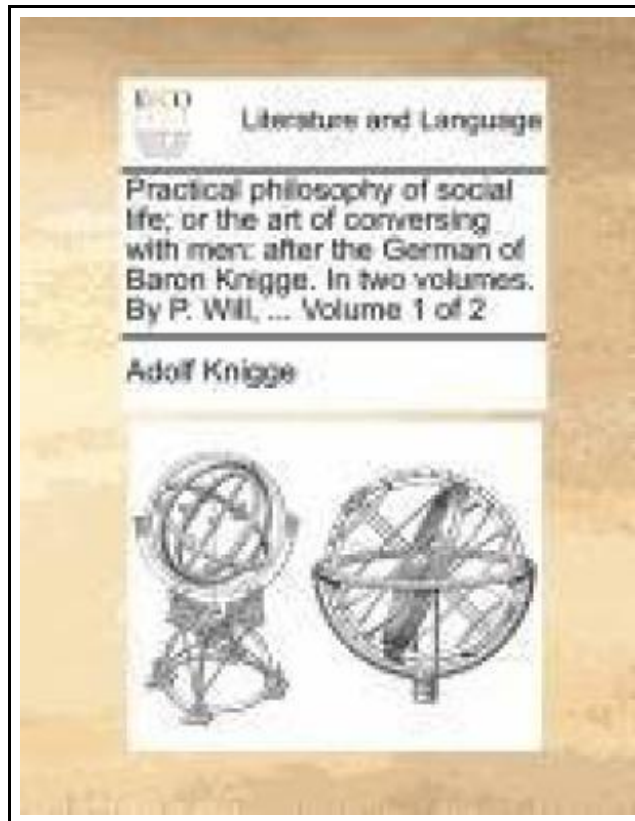 ECCO
Literature and Language
Practical philosophy of social
life; or the art of conversing
with men: after the German of
Baron Knigge. In two volumes.
By P. Will, ... Volume 1 of 2
Adolf Knigge